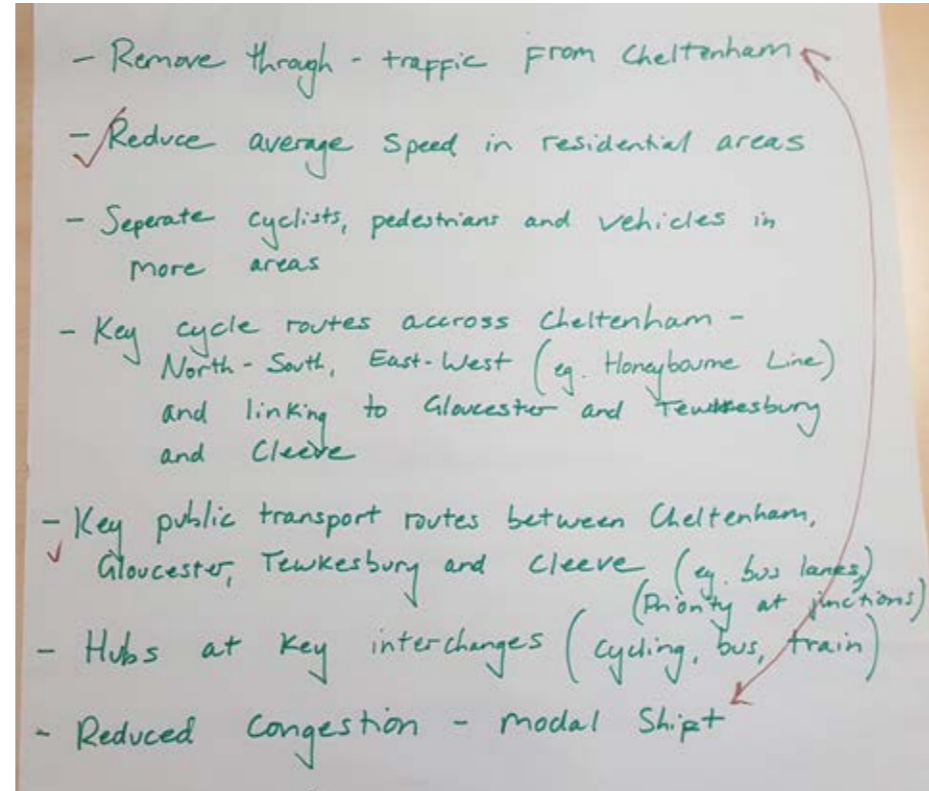 - Remove through - traffic from Cheltenham
- Reduce average speed in residential areas
- Seperate cyclists, pedestrians and vehicles in
more areas
- Key cycle routes accross Cheltenham -
North - South, East - West (eg. Honeybourne Line)
and linking to Gloucester and Tewkesbury
and Cleeve
- Key public transport routes between Cheltenham,
Gloucester, Tewkesbury and Cleeve (eg. bus lanes,)
(Priority at junctions)
- Hubs at key interchanges (cycling, bus, train)
- Reduced Congestion - modal Shift